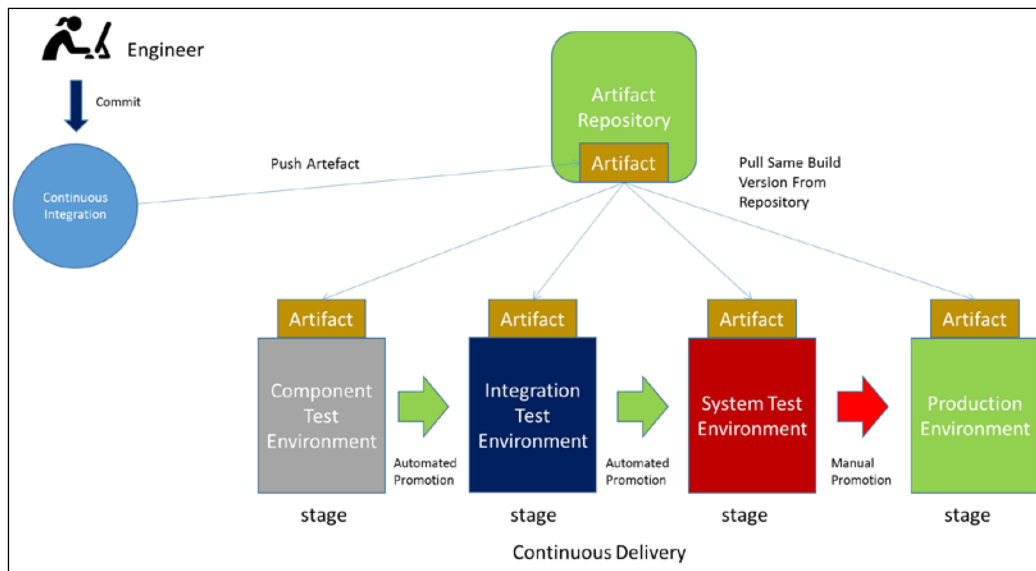 Engineer
Commit
Continuous
Integration
Push Artefact
Artifact
Repository
Artifact
Pull Same Build
Version From
Repository
Artifact
Artifact
Artifact
Artifact
Component
Test
Environment
Automated
Promotion
Integration
Test
Environment
Automated
Promotion
System Test
Environment
Manual
Promotion
Production
Environment
stage
stage
stage
stage
Continuous Delivery